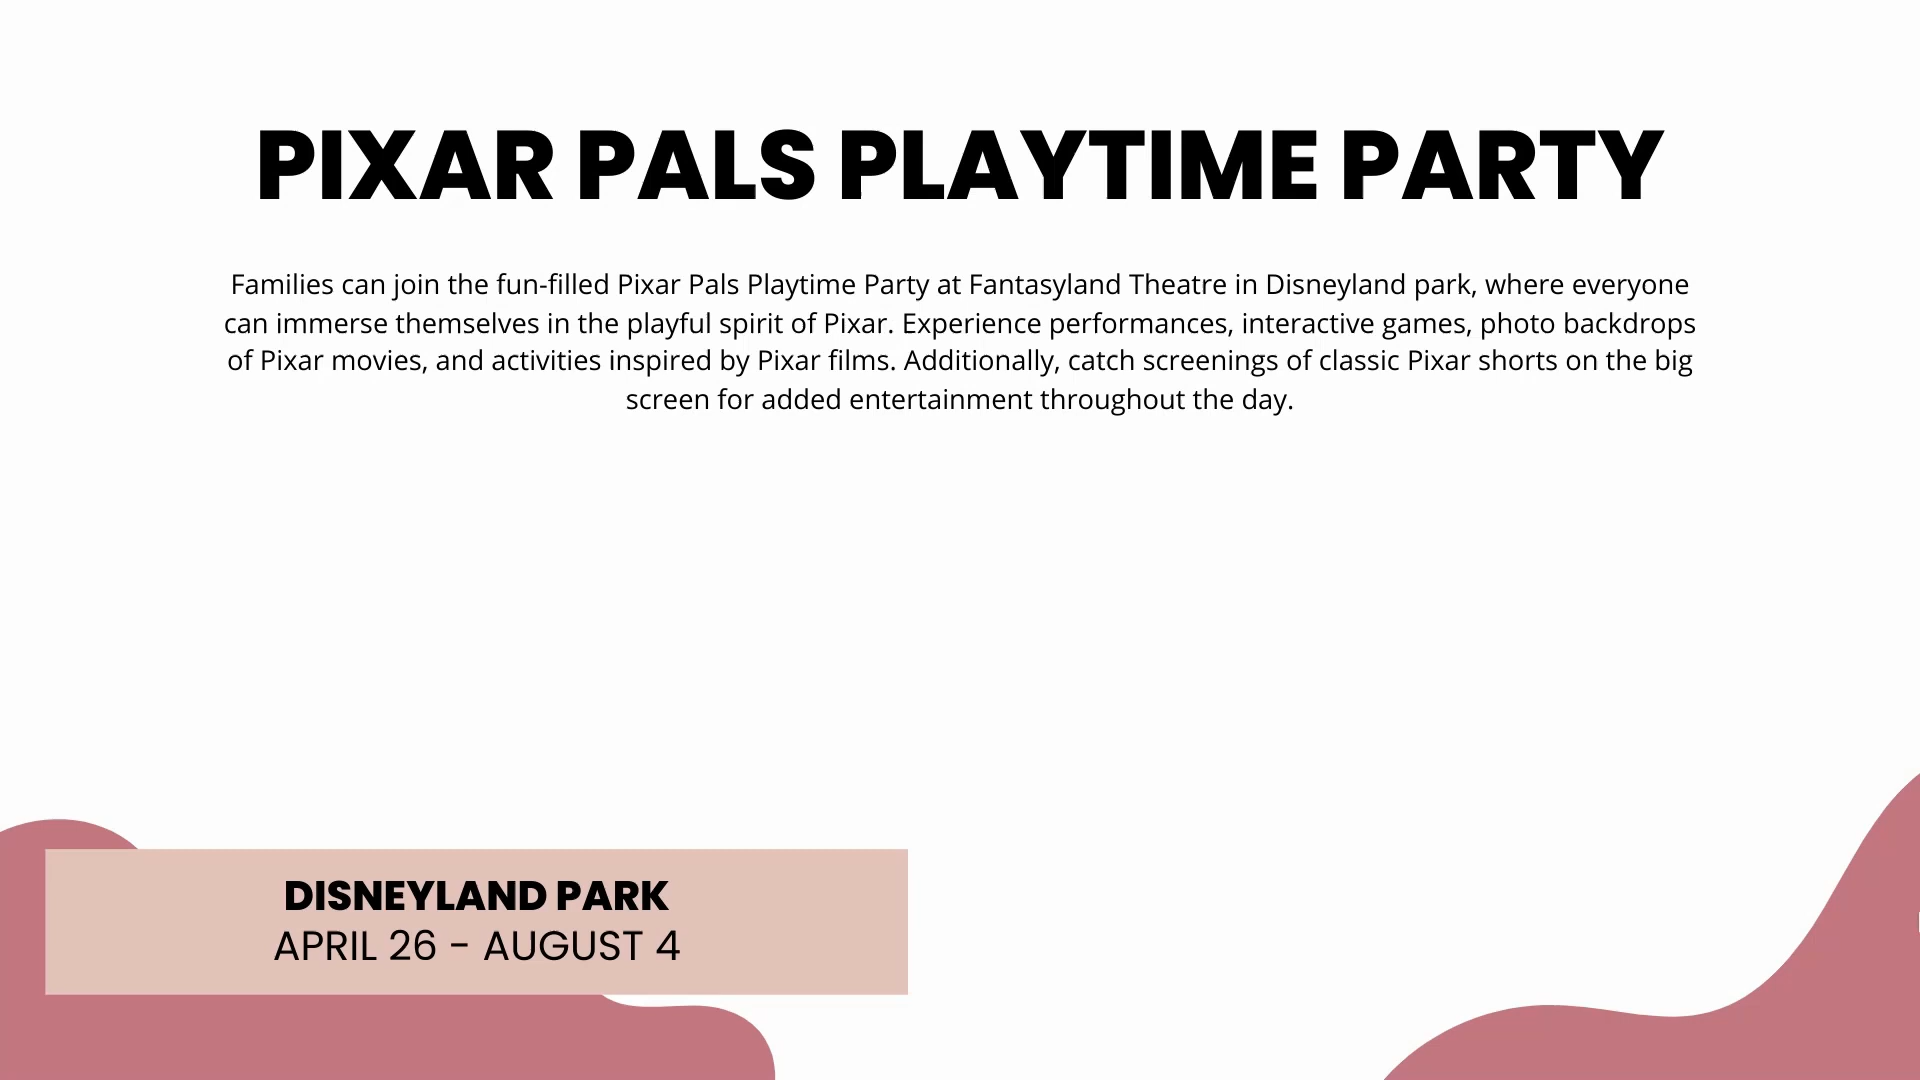 PIXAR PALS PLAYTIME PARTY
Families can join the fun-filled Pixar Pals Playtime Party at Fantasyland Theatre in Disneyland park, where everyone
can immerse themselves in the playful spirit of Pixar. Experience performances, interactive games, photo backdrops
of Pixar movies, and activities inspired by Pixar films. Additionally, catch screenings of classic Pixar shorts on the big
screen for added entertainment throughout the day.
DISNEYLAND PARK
APRIL 26 - AUGUST 4